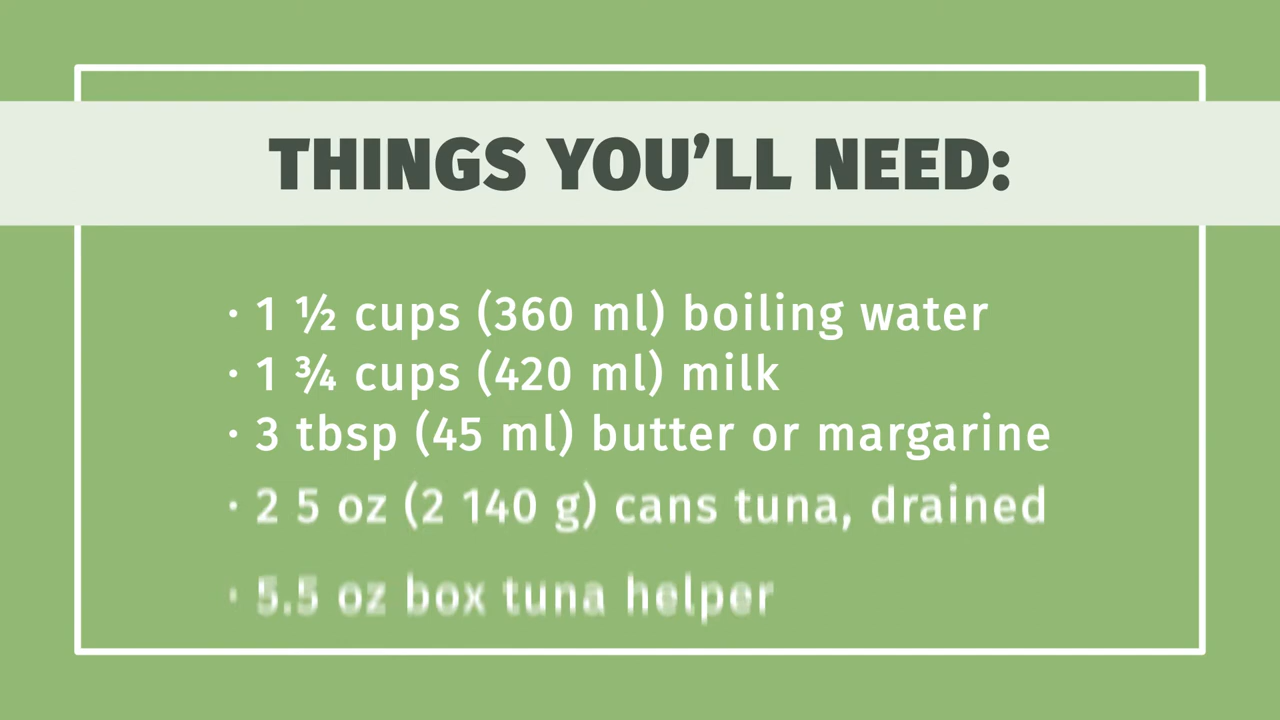 THINGS YOU’LL NEED:
· 1 ½ cups (360 ml) boiling water
· 1 ¾ cups (420 ml) milk
· 3 tbsp (45 ml) butter or margarine
· 2 5 oz (2 140 g) cans tuna, drained
· 5.5 oz box tuna helper